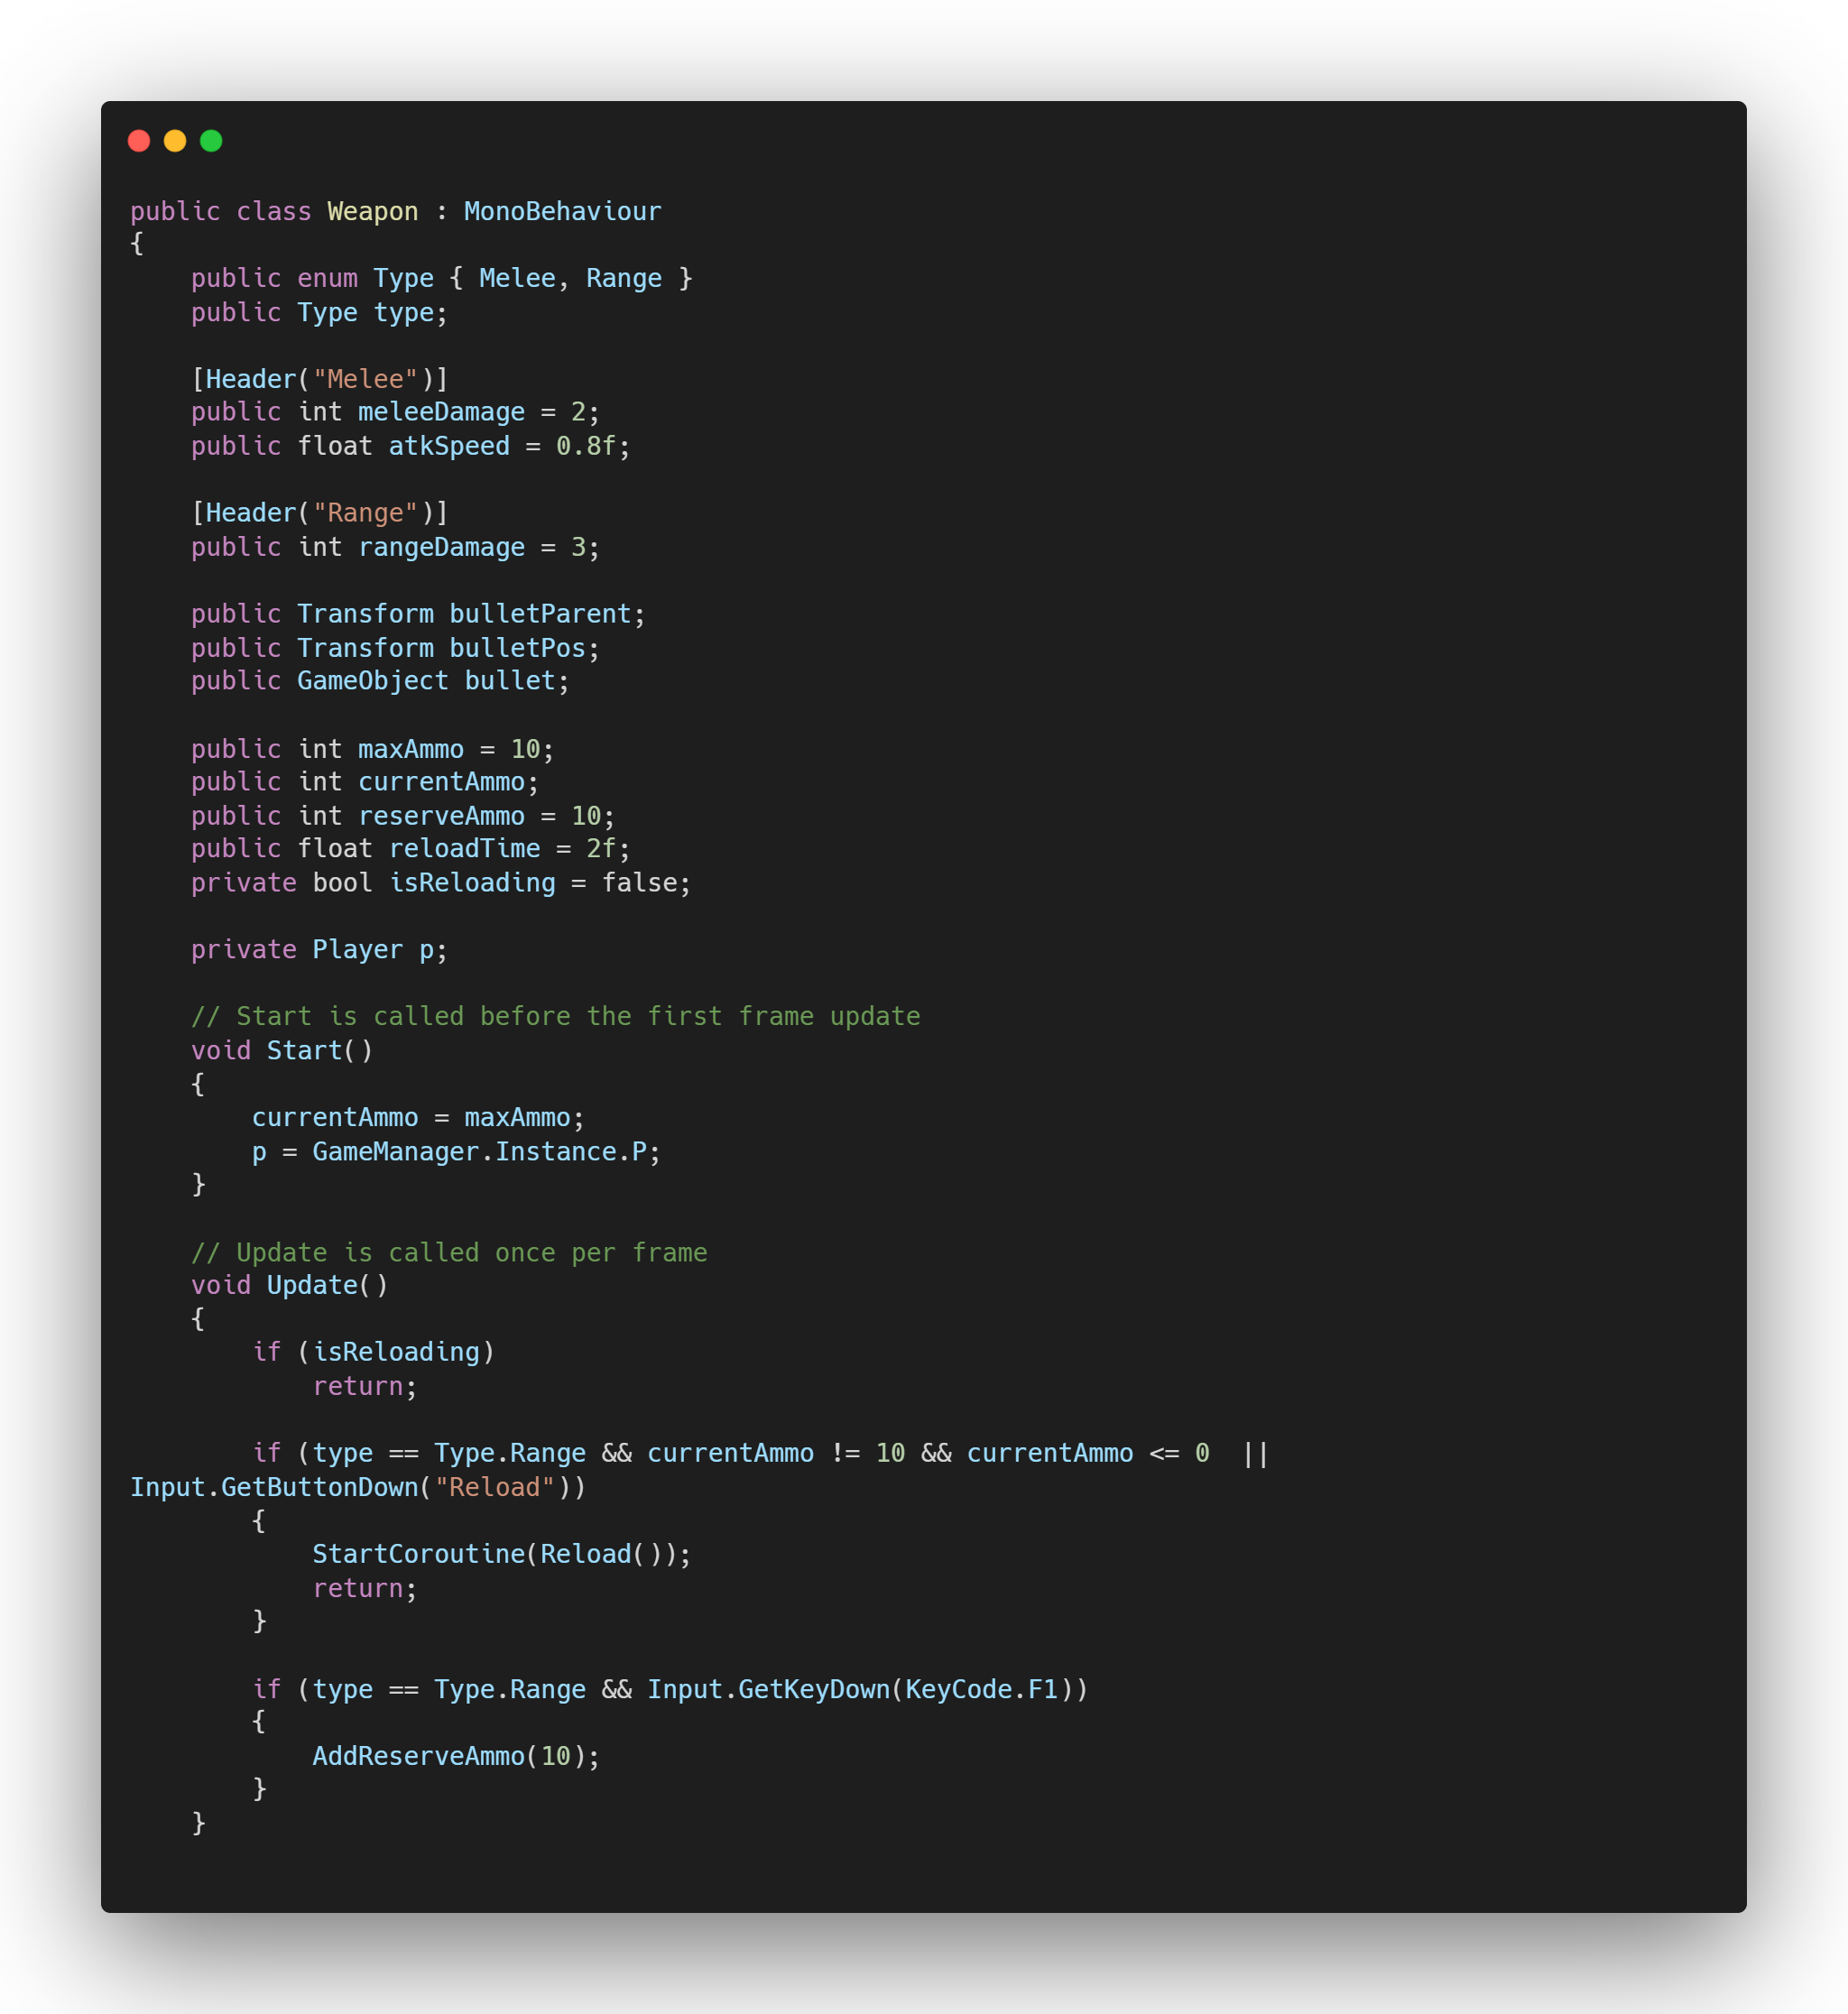 public class Weapon : MonoBehaviour
{
    public enum Type { Melee, Range }
    public Type type;

    [Header("Melee")]
    public int meleeDamage = 2;
    public float atkSpeed = 0.8f;

    [Header("Range")]
    public int rangeDamage = 3;

    public Transform bulletParent;
    public Transform bulletPos;
    public GameObject bullet;

    public int maxAmmo = 10;
    public int currentAmmo;
    public int reserveAmmo = 10;
    public float reloadTime = 2f;
    private bool isReloading = false;

    private Player p;

    // Start is called before the first frame update
    void Start()
    {
        currentAmmo = maxAmmo;
        p = GameManager.Instance.P;
    }

    // Update is called once per frame
    void Update()
    {
        if (isReloading)
            return;

        if (type == Type.Range && currentAmmo != 10 && currentAmmo <= 0  ||
Input.GetButtonDown("Reload"))
        {
            StartCoroutine(Reload());
            return;
        }

        if (type == Type.Range && Input.GetKeyDown(KeyCode.F1))
        {
            AddReserveAmmo(10);
        }
    }